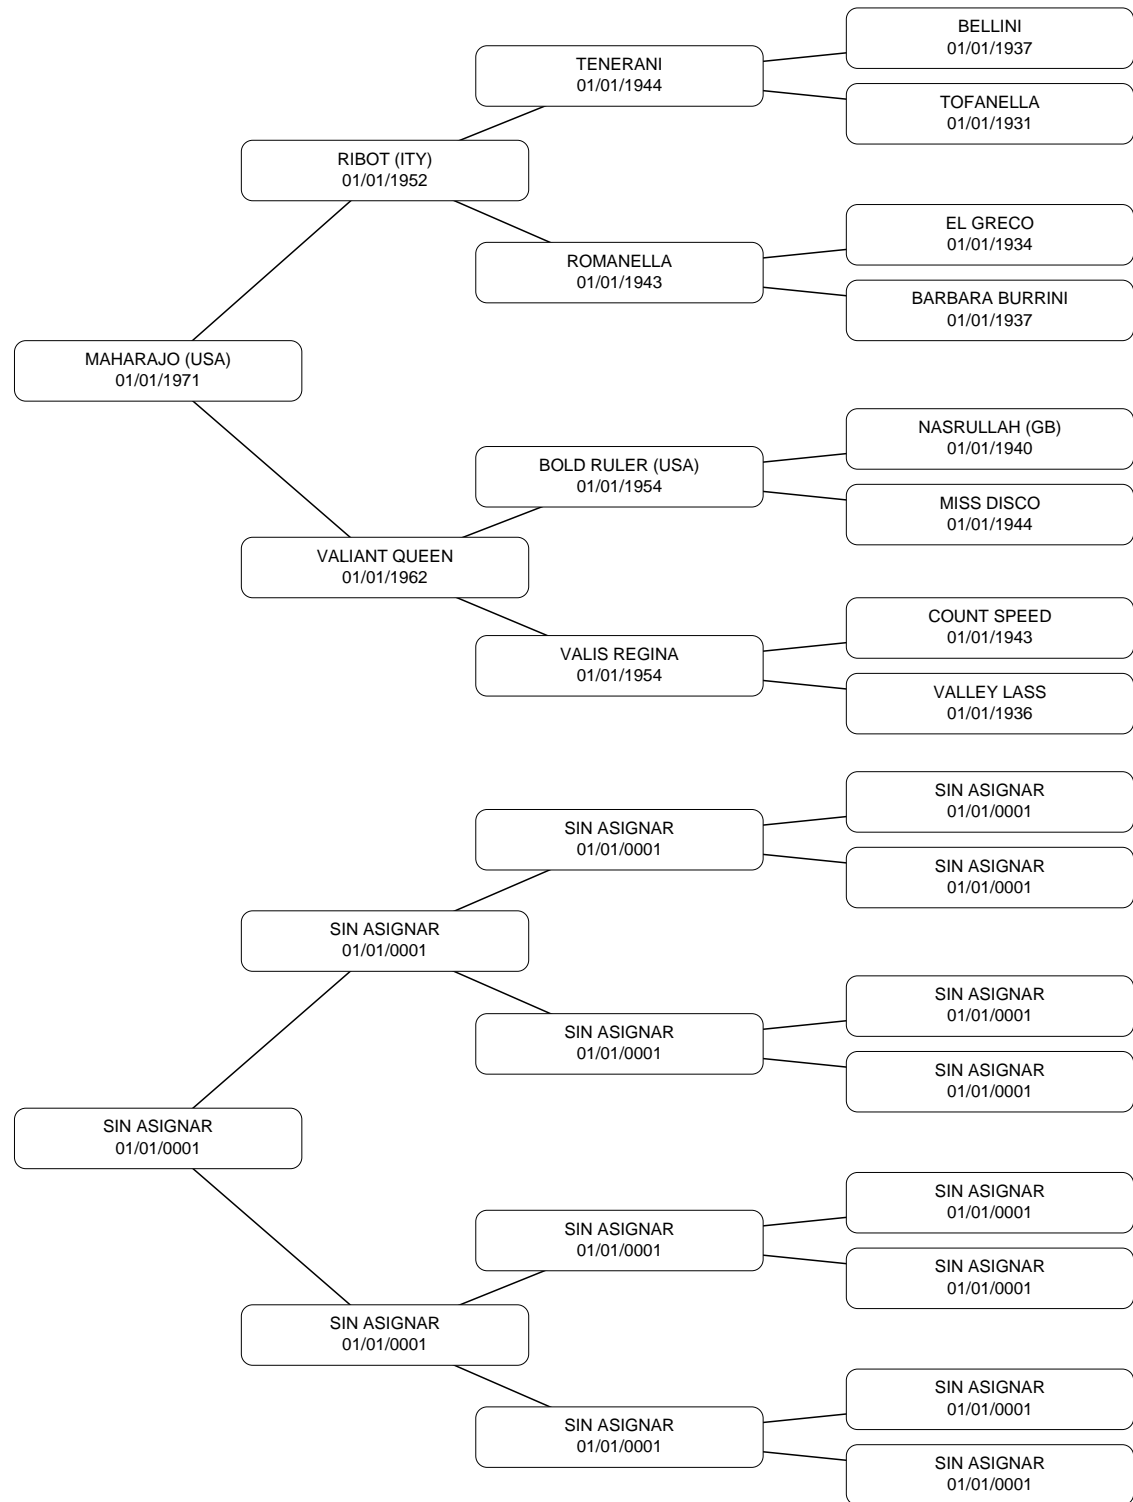 BELLINI
01/01/1937
TENERANI
01/01/1944
TOFANELLA
01/01/1931
RIBOT (ITY)
01/01/1952
EL GRECO
01/01/1934
ROMANELLA
01/01/1943
BARBARA BURRINI
01/01/1937
MAHARAJO (USA)
01/01/1971
NASRULLAH (GB)
01/01/1940
BOLD RULER (USA)
01/01/1954
MISS DISCO
01/01/1944
VALIANT QUEEN
01/01/1962
COUNT SPEED
01/01/1943
VALIS REGINA
01/01/1954
VALLEY LASS
01/01/1936
SIN ASIGNAR
01/01/0001
SIN ASIGNAR
01/01/0001
SIN ASIGNAR
01/01/0001
SIN ASIGNAR
01/01/0001
SIN ASIGNAR
01/01/0001
SIN ASIGNAR
01/01/0001
SIN ASIGNAR
01/01/0001
SIN ASIGNAR
01/01/0001
SIN ASIGNAR
01/01/0001
SIN ASIGNAR
01/01/0001
SIN ASIGNAR
01/01/0001
SIN ASIGNAR
01/01/0001
SIN ASIGNAR
01/01/0001
SIN ASIGNAR
01/01/0001
SIN ASIGNAR
01/01/0001